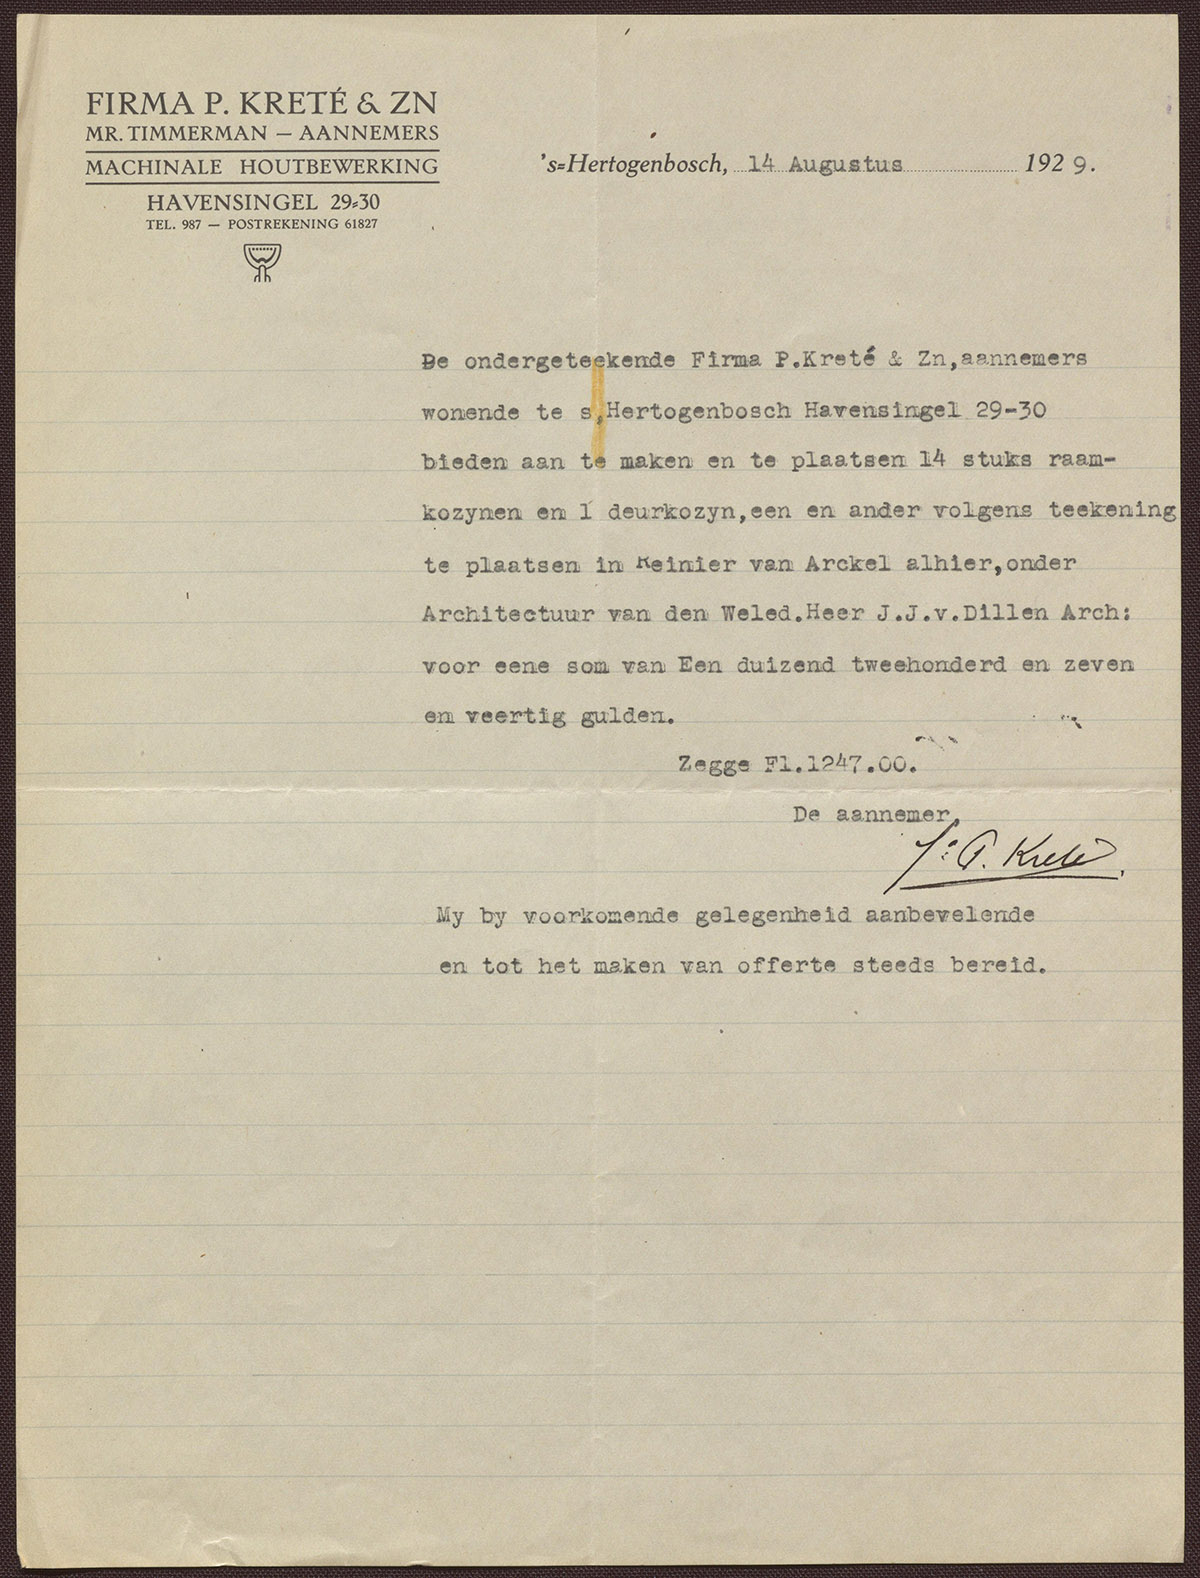 FIRMA P. KRETÉ & ZN
MR. TIMMERMAN — AANNEMERS
MACHINALE HOUTBEWERKING
HAVENSINGEL 29-30
TEL. 987 — POSTREKENING 61827
's=Hertogenbosch, 14 Augustus 1929.
De ondergeteekende Firma P.Kreté & Zn,aannemers
wonende te s,Hertogenbosch Havensingel 29-30
bieden aan te maken en te plaatsen 14 stuks raam-
kozynen en 1 deurkozyn,een en ander volgens teekening
te plaatsen in Reinier van Arckel alhier,onder
Architectuur van den Weled.Heer J.J.v.Dillen Arch:
voor eene som van Een duizend tweehonderd en zeven
en veertig gulden.
Zegge Fl.1247.00.
De aannemer,
P. Kreté.
My by voorkomende gelegenheid aanbevelende
en tot het maken van offerte steeds bereid.